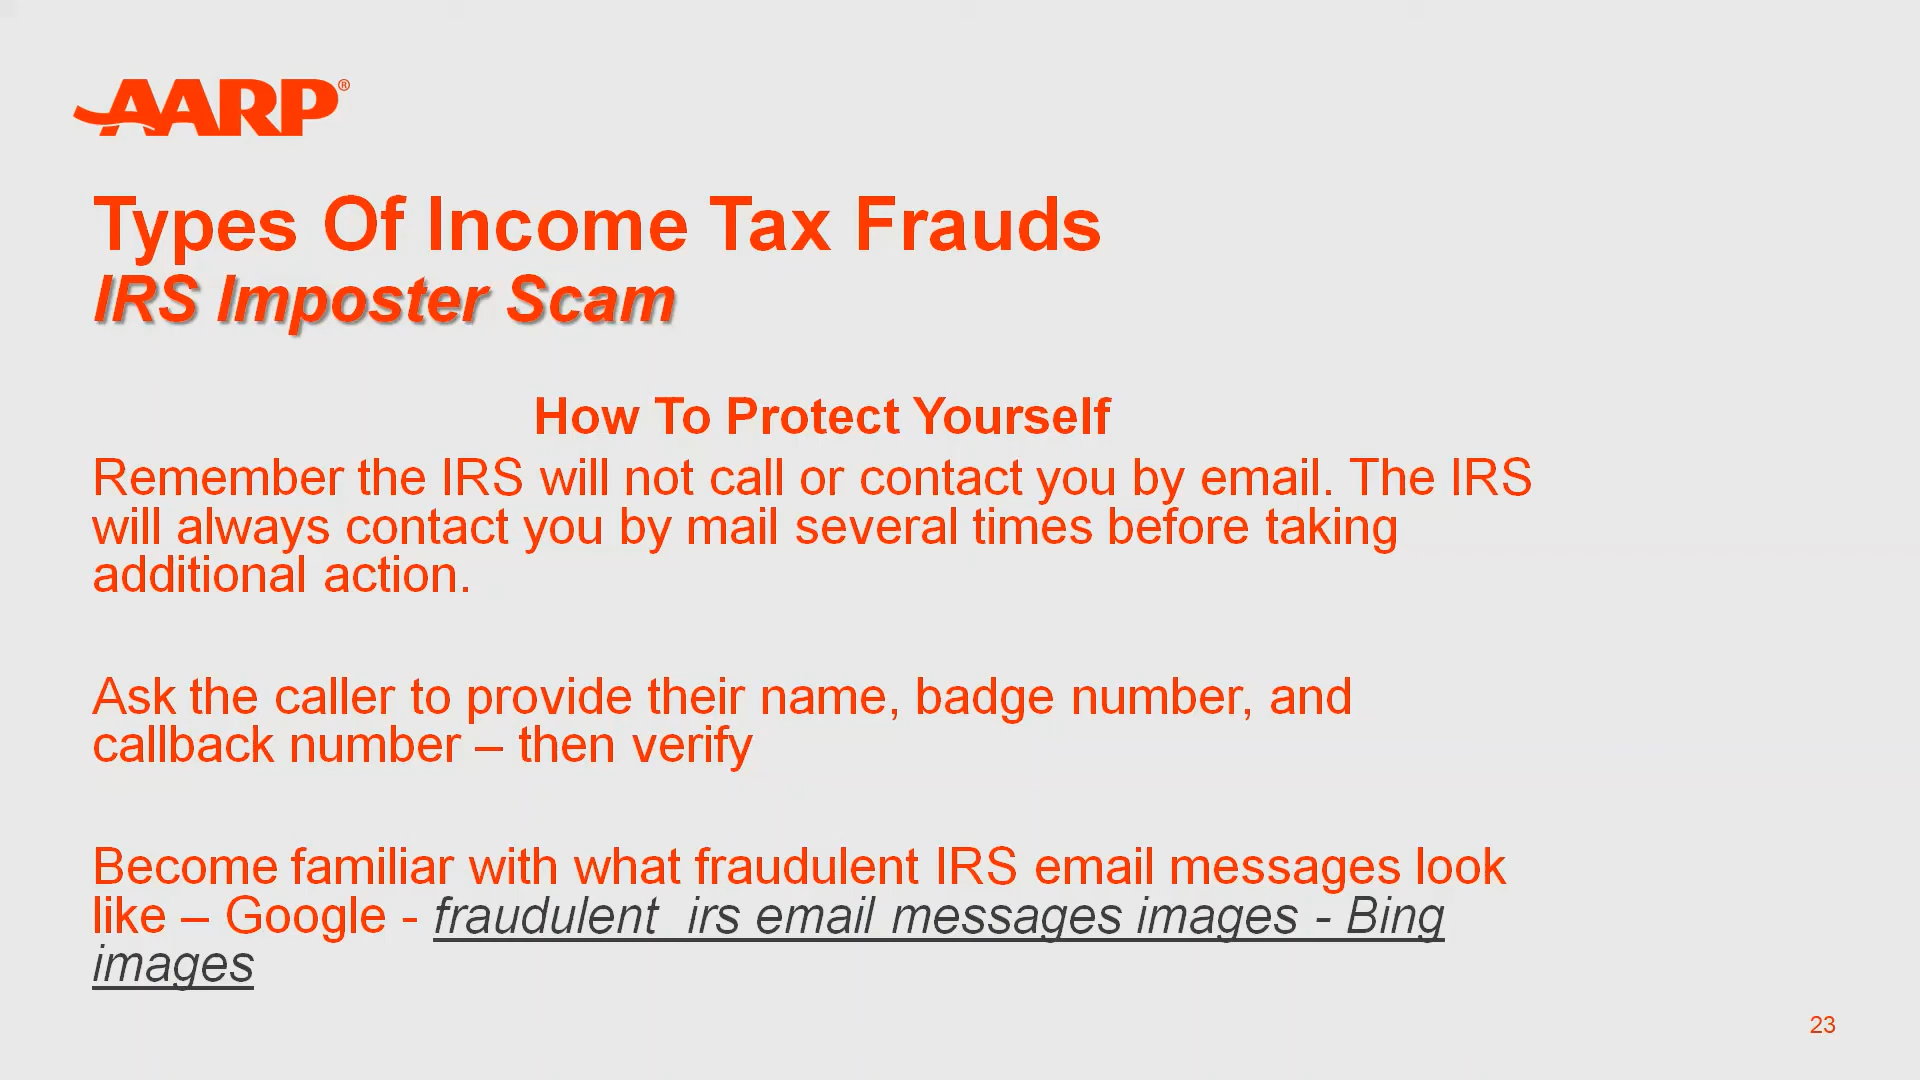 AARP®
Types Of Income Tax Frauds
IRS Imposter Scam
How To Protect Yourself
Remember the IRS will not call or contact you by email. The IRS
will always contact you by mail several times before taking
additional action.
Ask the caller to provide their name, badge number, and
callback number – then verify
Become familiar with what fraudulent IRS email messages look
like – Google - fraudulent  irs email messages images - Bing
images
23